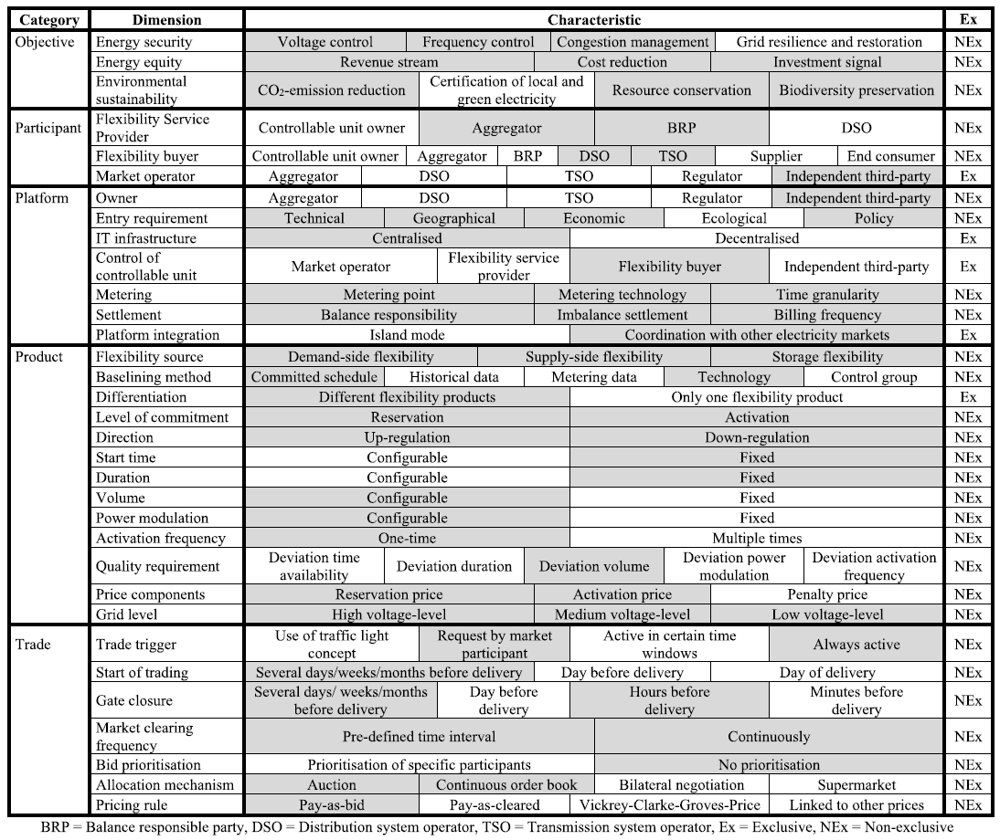 Category Dimension Characteristic Ex
Objective Energy security Voltage control Frequency control Congestion management Grid resilience and restoration NEx
Energy equity Revenue stream Cost reduction Investment signal NEx
Environmental sustainability CO₂-emission reduction Certification of local and green electricity Resource conservation Biodiversity preservation NEx
Participant Flexibility Service Provider Controllable unit owner Aggregator BRP DSO NEx
Flexibility buyer Controllable unit owner Aggregator BRP DSO TSO Supplier End consumer NEx
Market operator Aggregator DSO TSO Regulator Independent third-party Ex
Platform Owner Aggregator DSO TSO Regulator Independent third-party NEx
Entry requirement Technical Geographical Economic Ecological Policy NEx
IT infrastructure Centralised Decentralised Ex
Control of controllable unit Market operator Flexibility service provider Flexibility buyer Independent third-party Ex
Metering Metering point Metering technology Time granularity NEx
Settlement Balance responsibility Imbalance settlement Billing frequency NEx
Platform integration Island mode Coordination with other electricity markets Ex
Product Flexibility source Demand-side flexibility Supply-side flexibility Storage flexibility NEx
Baselining method Committed schedule Historical data Metering data Technology Control group NEx
Differentiation Different flexibility products Only one flexibility product Ex
Level of commitment Reservation Activation NEx
Direction Up-regulation Down-regulation NEx
Start time Configurable Fixed NEx
Duration Configurable Fixed NEx
Volume Configurable Fixed NEx
Power modulation Configurable Fixed NEx
Activation frequency One-time Multiple times NEx
Quality requirement Deviation time availability Deviation duration Deviation volume Deviation power modulation Deviation activation frequency NEx
Price components Reservation price Activation price Penalty price NEx
Grid level High voltage-level Medium voltage-level Low voltage-level NEx
Trade Trade trigger Use of traffic light concept Request by market participant Active in certain time windows Always active NEx
Start of trading Several days/weeks/months before delivery Day before delivery Day of delivery NEx
Gate closure Several days/ weeks/months before delivery Day before delivery Hours before delivery Minutes before delivery NEx
Market clearing frequency Pre-defined time interval Continuously NEx
Bid prioritisation Prioritisation of specific participants No prioritisation NEx
Allocation mechanism Auction Continuous order book Bilateral negotiation Supermarket NEx
Pricing rule Pay-as-bid Pay-as-cleared Vickrey-Clarke-Groves-Price Linked to other prices NEx
BRP = Balance responsible party, DSO = Distribution system operator, TSO = Transmission system operator, Ex = Exclusive, NEx = Non-exclusive